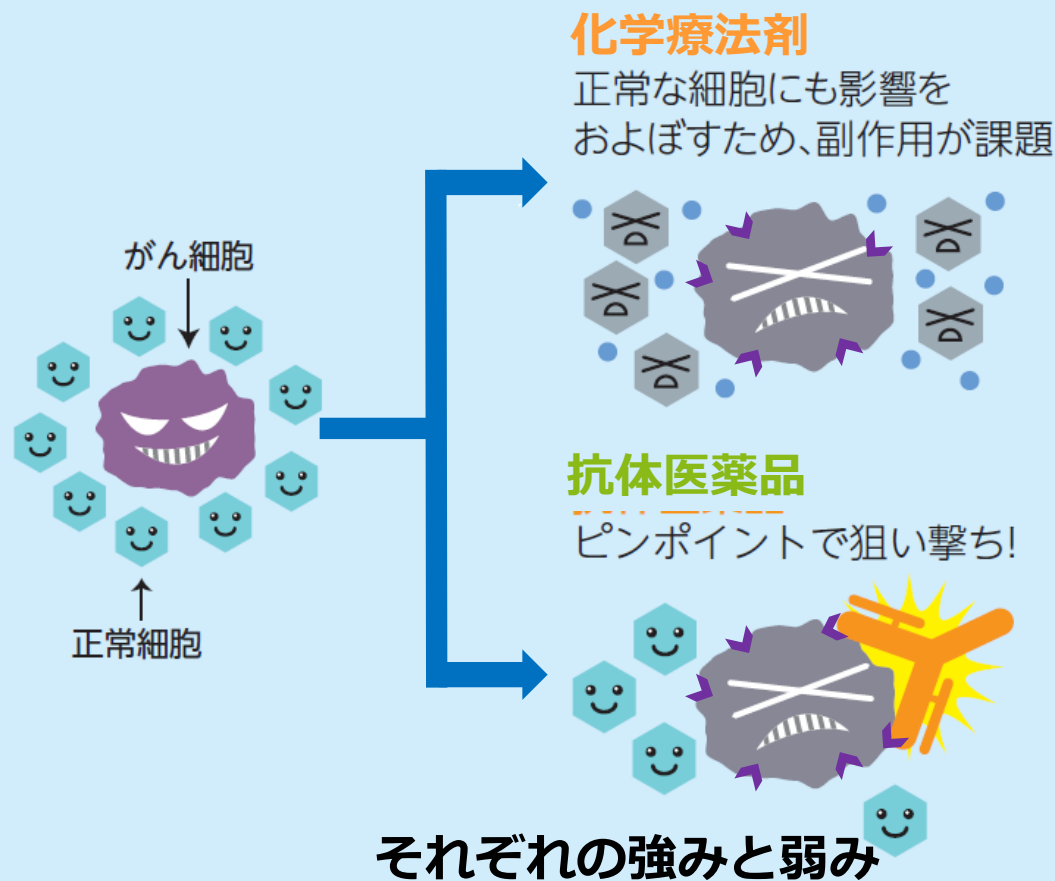 化学療法剤
正常な細胞にも影響を
およぼすため、副作用が課題
がん細胞
正常細胞
抗体医薬品
ピンポイントで狙い撃ち!
それぞれの強みと弱み